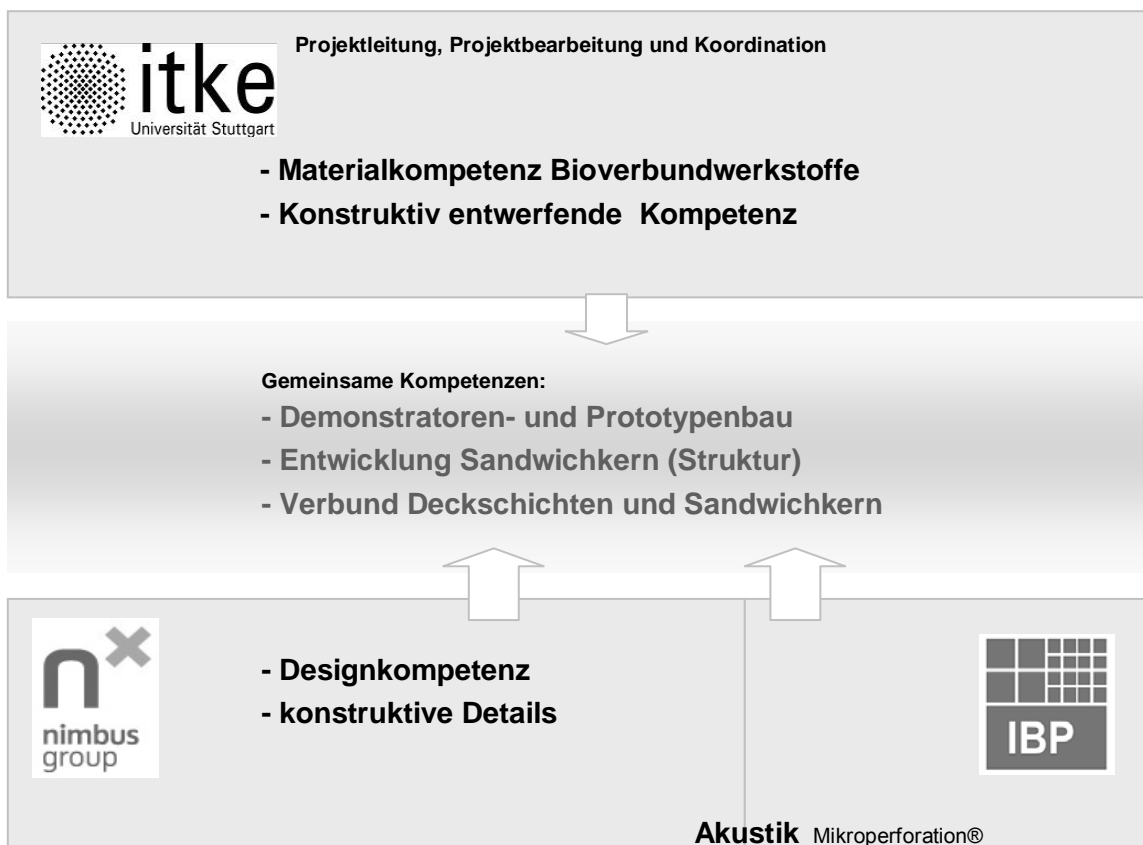 Projektleitung, Projektbearbeitung und Koordination
itke
Universität Stuttgart
- Materialkompetenz Bioverbundwerkstoffe
- Konstruktiv entwerfende  Kompetenz
Gemeinsame Kompetenzen:
- Demonstratoren- und Prototypenbau
- Entwicklung Sandwichkern (Struktur)
- Verbund Deckschichten und Sandwichkern
nx
nimbus
group
- Designkompetenz
- konstruktive Details
IBP
Akustik Mikroperforation®